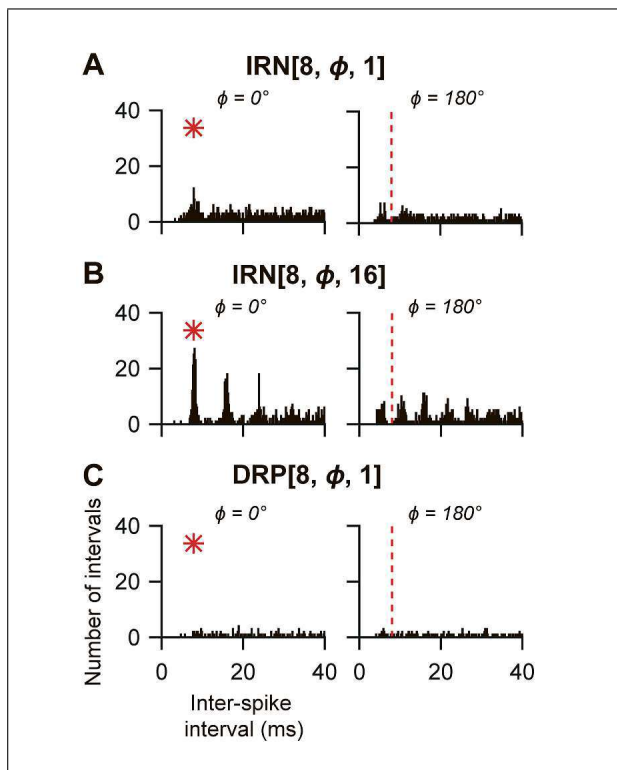 A IRN[8, ϕ, 1]
ϕ = 0° ϕ = 180°
40
20
0
B IRN[8, ϕ, 16]
ϕ = 0° ϕ = 180°
40
20
0
C DRP[8, ϕ, 1]
ϕ = 0° ϕ = 180°
40
20
0
Number of intervals
0 20 40 0 20 40
Inter-spike
interval (ms)